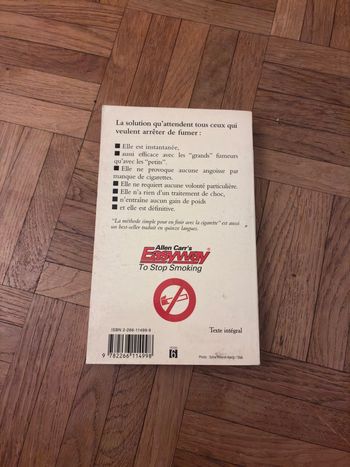 La solution qu'attendent tous ceux qui
veulent arrêter de fumer :
Elle est instantanée,
aussi efficace avec les "grands" fumeurs
qu'avec les "petits".
Elle ne provoque aucune angoisse par
manque de cigarettes.
Elle ne requiert aucune volonté particulière.
Elle n'a rien d'un traitement de choc,
n'entraîne aucun gain de poids
et elle est définitive.
"La méthode simple pour en finir avec la cigarette" est aussi
un best-seller traduit en quinze langues.
Allen Carr's
Easyway
To Stop Smoking
Texte intégral
ISBN 2-266-11499-9
9 782266 114998